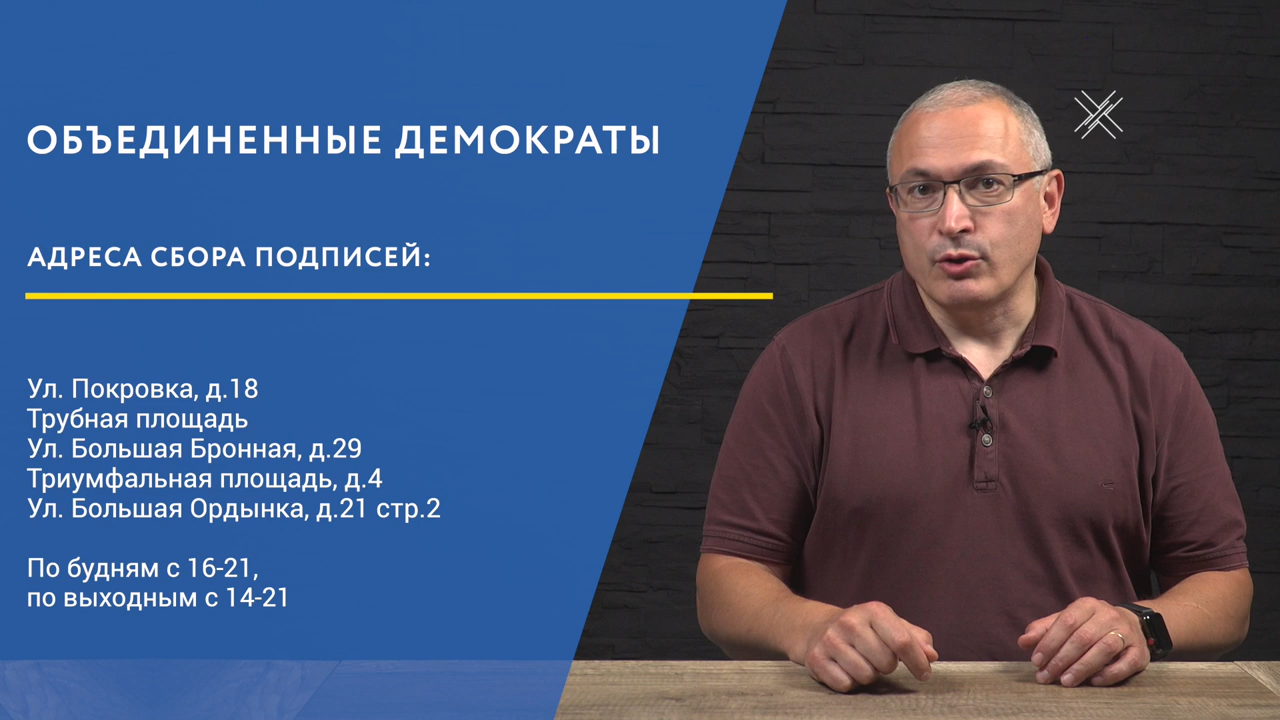 ОБЪЕДИНЕННЫЕ ДЕМОКРАТЫ
АДРЕСА СБОРА ПОДПИСЕЙ:
Ул. Покровка, д.18
Трубная площадь
Ул. Большая Бронная, д.29
Триумфальная площадь, д.4
Ул. Большая Ордынка, д.21 стр.2
По будням с 16-21,
по выходным с 14-21